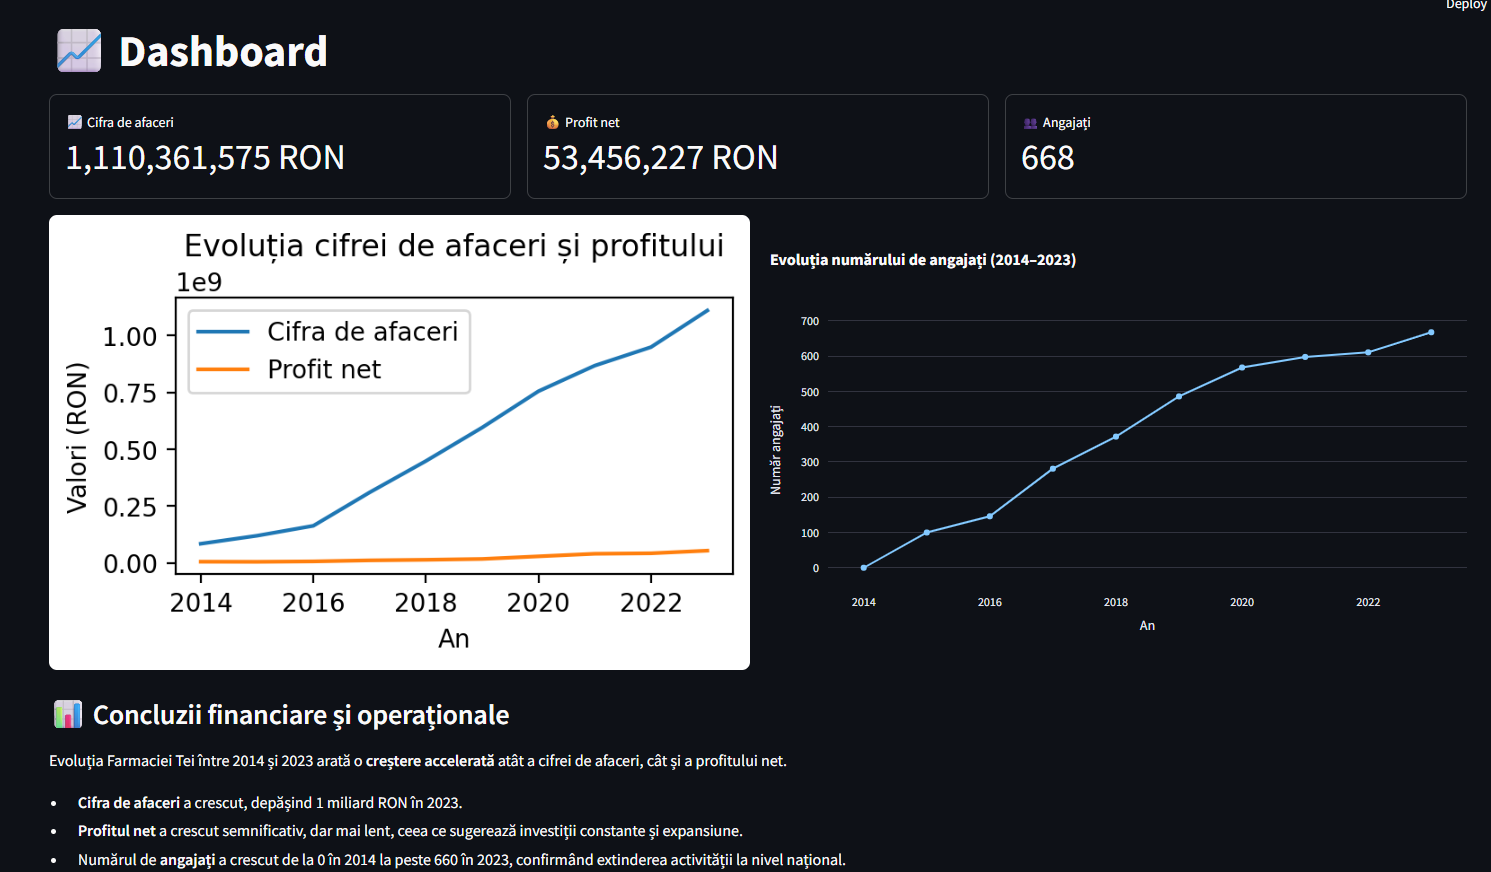 Deploy
Dashboard
Cifra de afaceri
1,110,361,575 RON
Profit net
53,456,227 RON
Angajați
668
Evoluția cifrei de afaceri și profitului
1e9
Cifra de afaceri
Profit net
Valori (RON)
1.00
0.75
0.50
0.25
0.00
2014 2016 2018 2020 2022
An
Evoluția numărului de angajați (2014–2023)
Număr angajați
700
600
500
400
300
200
100
0
2014 2016 2018 2020 2022
An
Concluzii financiare și operaționale
Evoluția Farmaciei Tei între 2014 și 2023 arată o creștere accelerată atât a cifrei de afaceri, cât și a profitului net.
• Cifra de afaceri a crescut, depășind 1 miliard RON în 2023.
• Profitul net a crescut semnificativ, dar mai lent, ceea ce sugerează investiții constante și expansiune.
• Numărul de angajați a crescut de la 0 în 2014 la peste 660 în 2023, confirmând extinderea activității la nivel național.